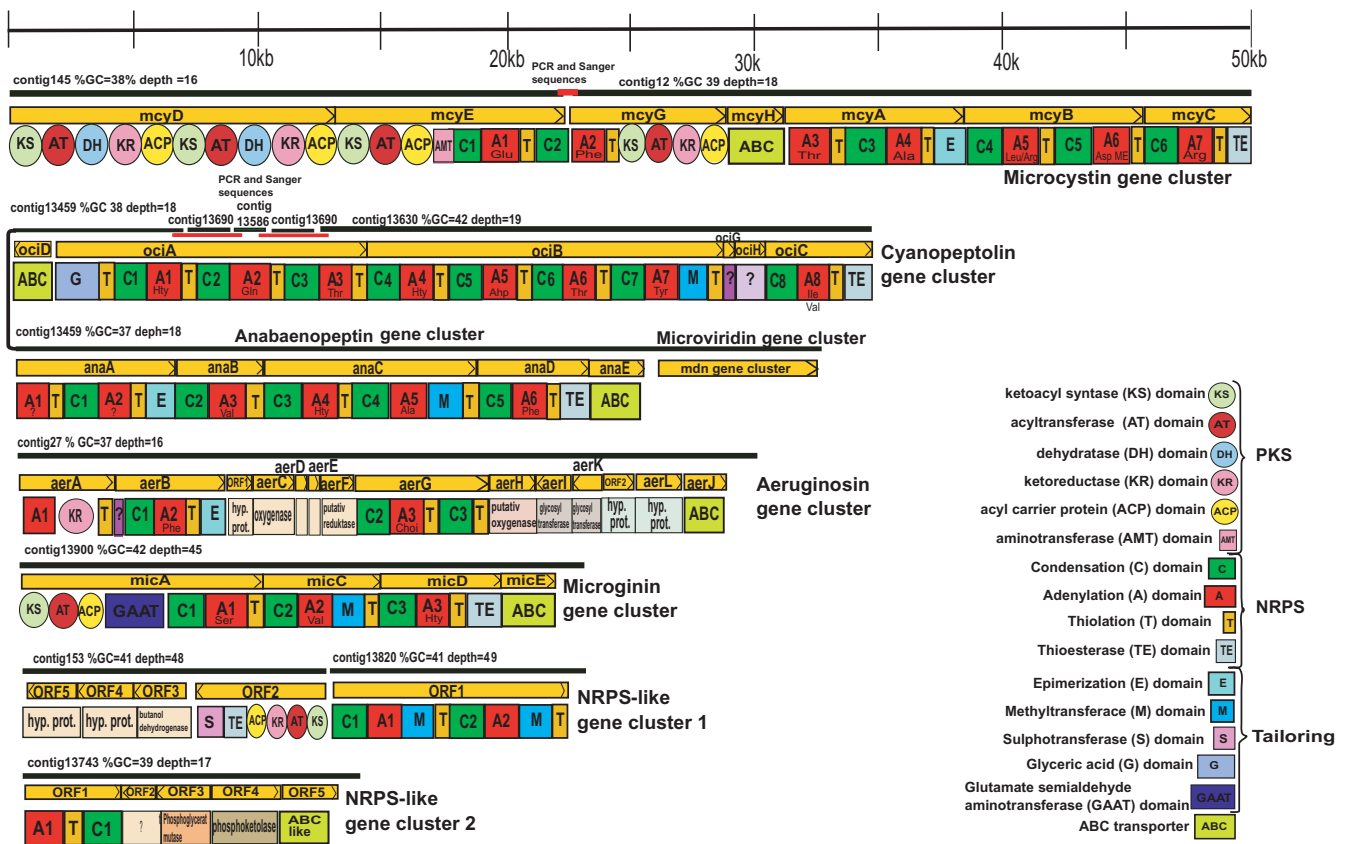 10kb 20kb 30k 40k 50kb
contig145 %GC=38% depth =16
PCR and Sanger
sequences
contig12 %GC 39 depth=18
mcyD mcyE mcyG mcyH mcyA mcyB mcyC
KS AT DH KR ACP KS AT DH KR ACP KS AT ACP AMT C1 A1 Glu T C2 A2 Phe T KS AT KR ACP ABC A3 Thr T C3 A4 Ala T E C4 A5 Leu/Arg T C5 A6 Asp ME T C6 A7 Arg T TE
Microcystin gene cluster
PCR and Sanger
sequences
contig13459 %GC 38 depth=18
contig13690
contig
13586
contig13690
contig13630 %GC=42 depth=19
ociD ociA ociB ociG ociH ociC
ABC G T C1 A1 Hty T C2 A2 Gln T C3 A3 Thr T C4 A4 Hty T C5 A5 Ahp T C6 A6 Thr T C7 A7 Tyr M T ? ? C8 A8 Ile Val T TE
Cyanopeptolin
gene cluster
contig13459 %GC=37 deph=18
Anabaenopeptin gene cluster
Microviridin gene cluster
anaA anaB anaC anaD anaE mdn gene cluster
A1 ? T C1 A2 ? T E C2 A3 Val T C3 A4 Hty T C4 A5 Ala M T C5 A6 Phe T TE ABC
contig27 % GC=37 depth=16
aerD aerE aerK
aerA aerB ORF1 aerC aerF aerG aerH aerI ORF2 aerL aerJ
A1 KR T ? C1 A2 Phe T E hyp. prot. oxygenase putativ reduktase C2 A3 Choi T C3 T putativ oxygenase glycosyl transferase glycosyl transferase hyp. prot. hyp. prot. ABC
Aeruginosin
gene cluster
contig13900 %GC=42 depth=45
micA micC micD micE
KS AT ACP GAAT C1 A1 Ser T C2 A2 Val M T C3 A3 Hty T TE ABC
Microginin
gene cluster
contig153 %GC=41 depth=48
contig13820 %GC=41 depth=49
ORF5 ORF4 ORF3 ORF2 ORF1
hyp. prot. hyp. prot. butanol dehydrogenase S TE ACP KR AT KS C1 A1 M T C2 A2 M T
NRPS-like
gene cluster 1
contig13743 %GC=39 depth=17
ORF1 ORF2 ORF3 ORF4 ORF5
A1 T C1 ? Phosphoglycerat mutase phosphoketolase ABC like
NRPS-like
gene cluster 2
ketoacyl syntase (KS) domain KS
acyltransferase (AT) domain AT
dehydratase (DH) domain DH
ketoreductase (KR) domain KR
acyl carrier protein (ACP) domain ACP
aminotransferase (AMT) domain AMT
PKS
Condensation (C) domain C
Adenylation (A) domain A
Thiolation (T) domain T
Thioesterase (TE) domain TE
NRPS
Epimerization (E) domain E
Methyltransferace (M) domain M
Sulphotransferase (S) domain S
Glyceric acid (G) domain G
Glutamate semialdehyde
aminotransferase (GAAT) domain GAAT
Tailoring
ABC transporter ABC